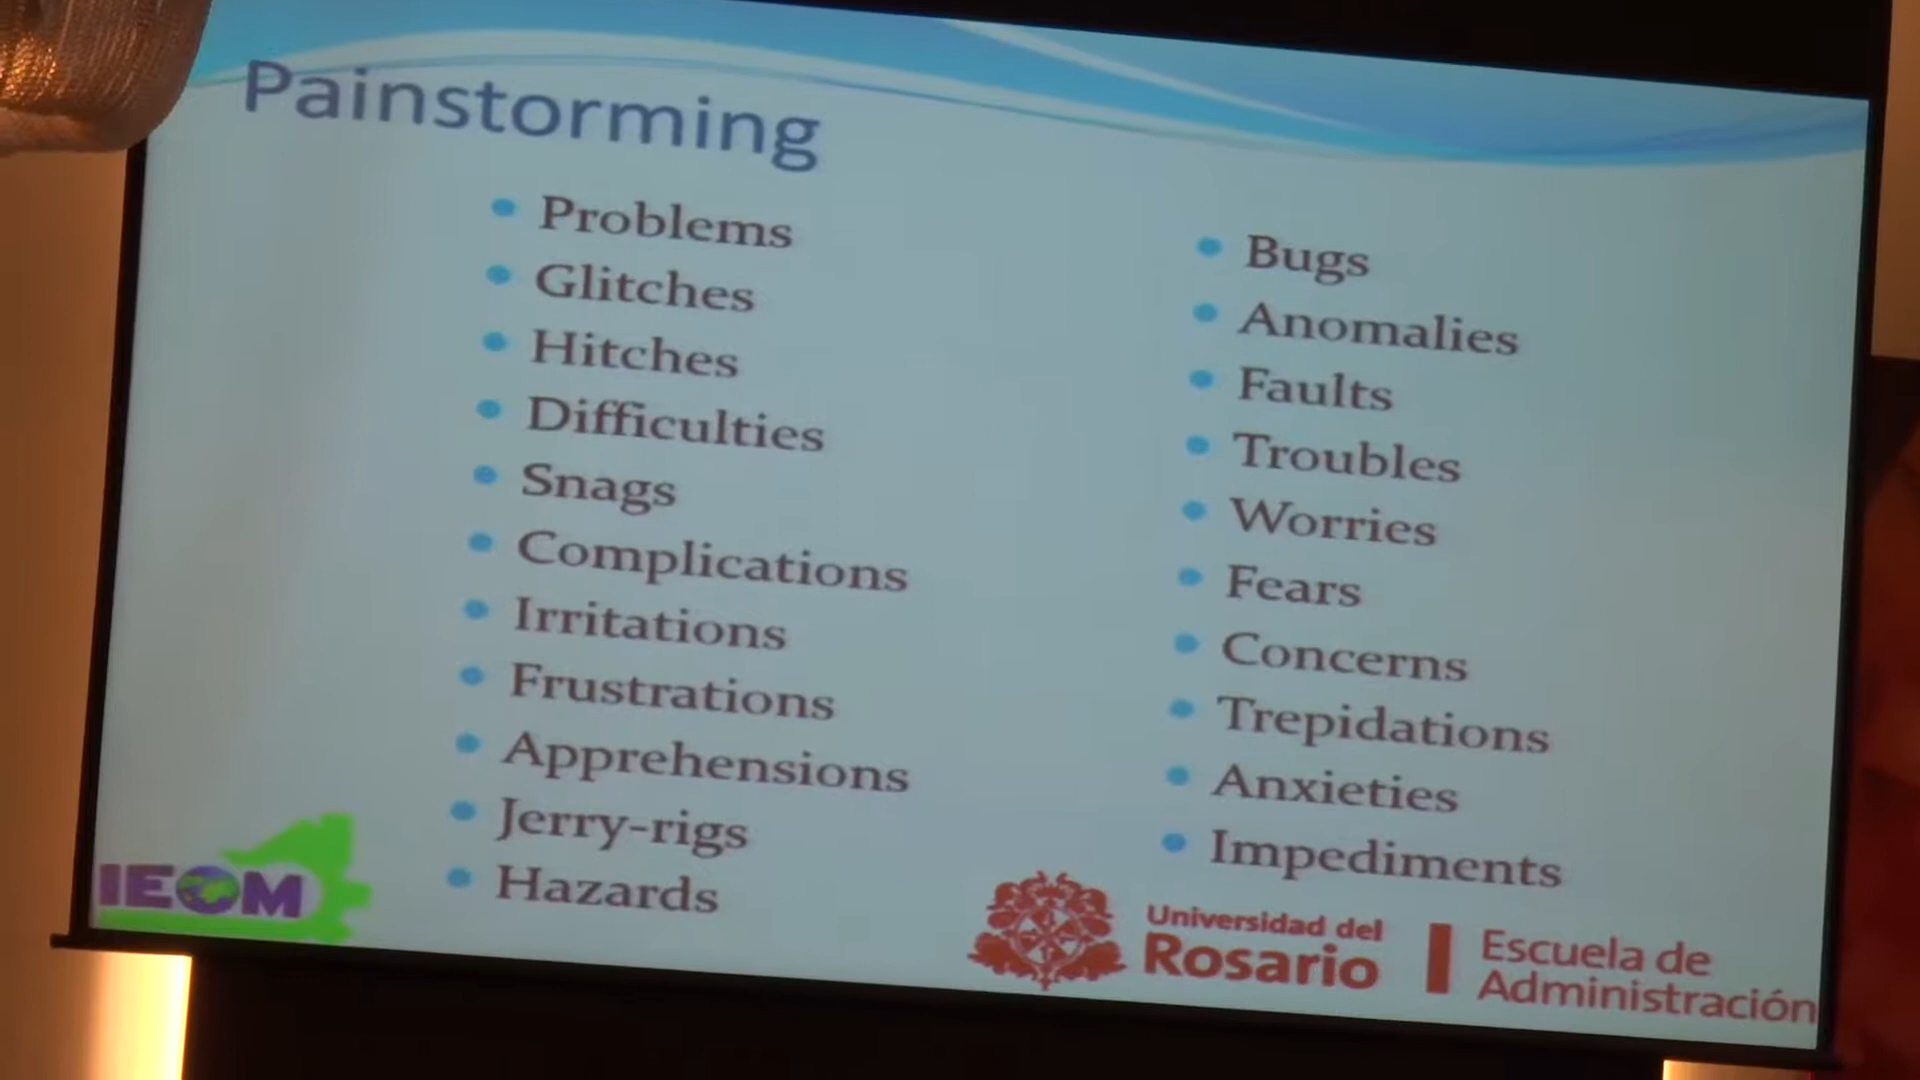 Painstorming
• Problems
• Glitches
• Hitches
• Difficulties
• Snags
• Complications
• Irritations
• Frustrations
• Apprehensions
• Jerry-rigs
• Hazards
• Bugs
• Anomalies
• Faults
• Troubles
• Worries
• Fears
• Concerns
• Trepidations
• Anxieties
• Impediments
IEOM
Universidad del
Rosario
Escuela de
Administración